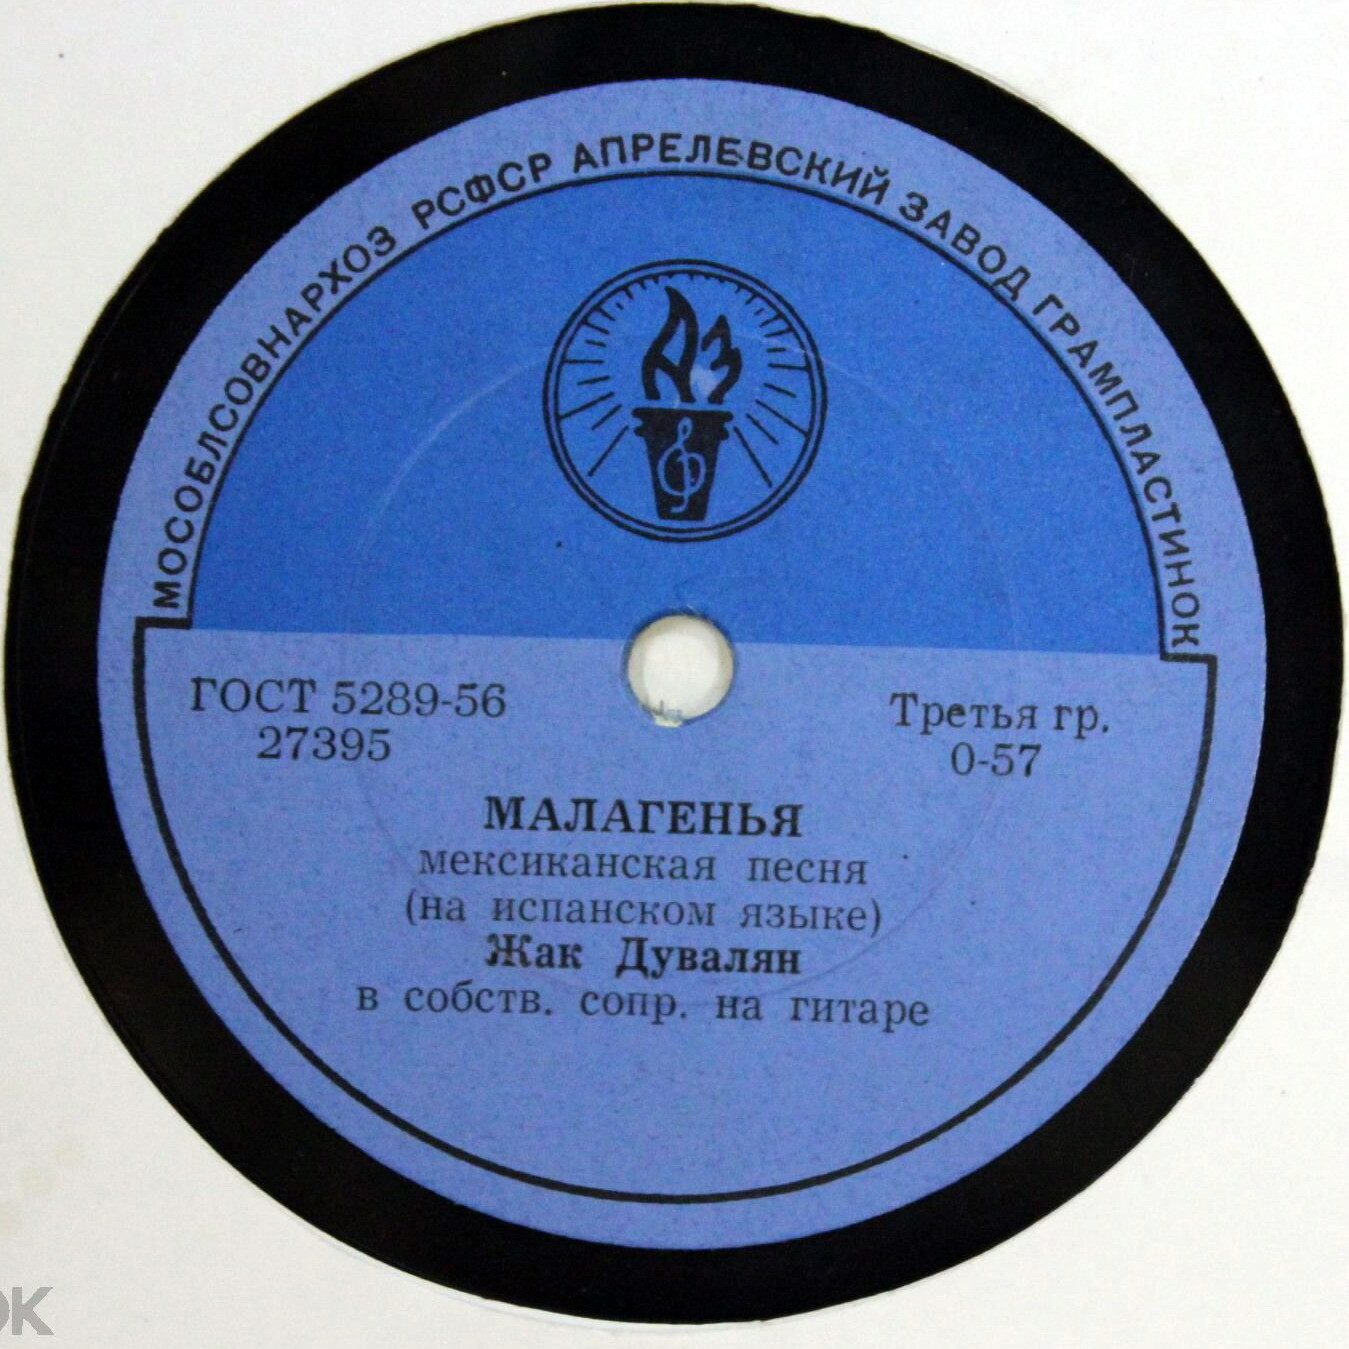 МОСОБЛСОВНАРХОЗ РСФСР АПРЕЛЕВСКИЙ ЗАВОД ГРАМПЛАСТИНОК
АЗ
ГОСТ 5289-56
27395
Третья гр.
0-57
МАЛАГЕНЬЯ
мексиканская песня
(на испанском языке)
Жак Дувалян
в собств. сопр. на гитаре